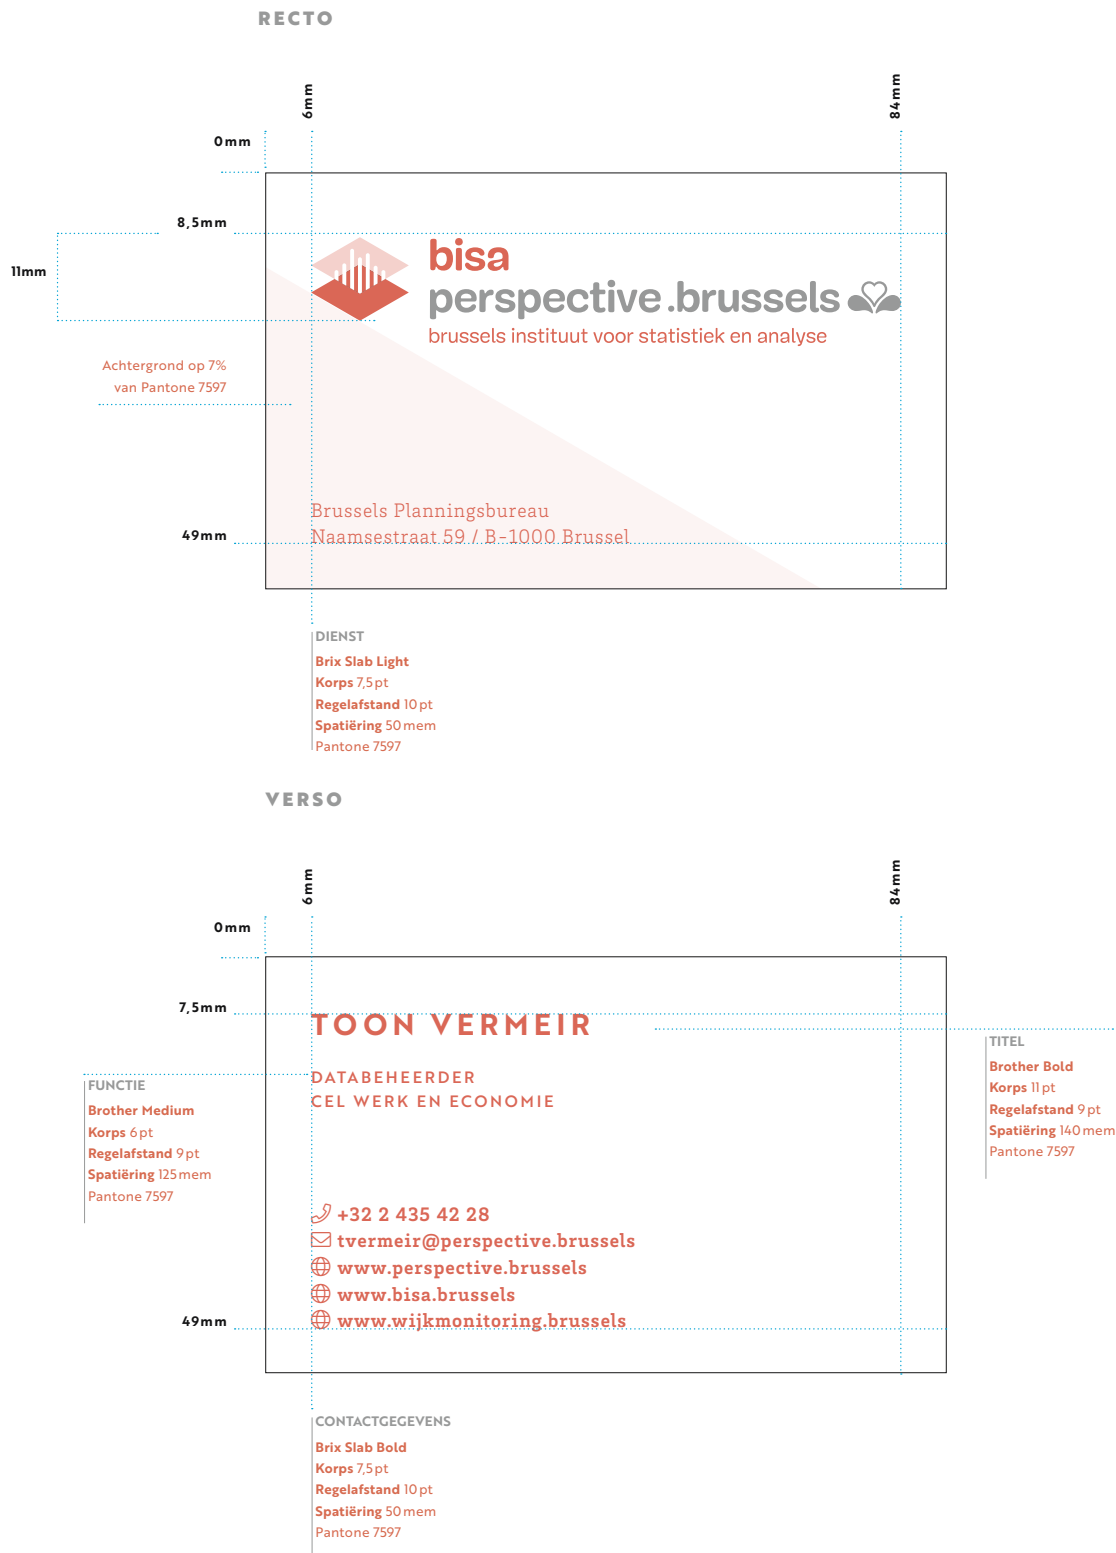 RECTO
6mm
84mm
0mm
8,5mm
11mm
bisa
perspective.brussels
brussels instituut voor statistiek en analyse
Achtergrond op 7%
van Pantone 7597
Brussels Planningsbureau
Naamsestraat 59 / B-1000 Brussel
49mm
DIENST
Brix Slab Light
Korps 7,5 pt
Regelafstand 10 pt
Spatiëring 50 mem
Pantone 7597
VERSO
6mm
84mm
0mm
7,5mm
TOON VERMEIR
TITEL
Brother Bold
Korps 11 pt
Regelafstand 9 pt
Spatiëring 140 mem
Pantone 7597
DATABEHEERDER
CEL WERK EN ECONOMIE
FUNCTIE
Brother Medium
Korps 6 pt
Regelafstand 9 pt
Spatiëring 125 mem
Pantone 7597
+32 2 435 42 28
tvermeir@perspective.brussels
www.perspective.brussels
www.bisa.brussels
www.wijkmonitoring.brussels
49mm
CONTACTGEGEVENS
Brix Slab Bold
Korps 7,5 pt
Regelafstand 10 pt
Spatiëring 50 mem
Pantone 7597